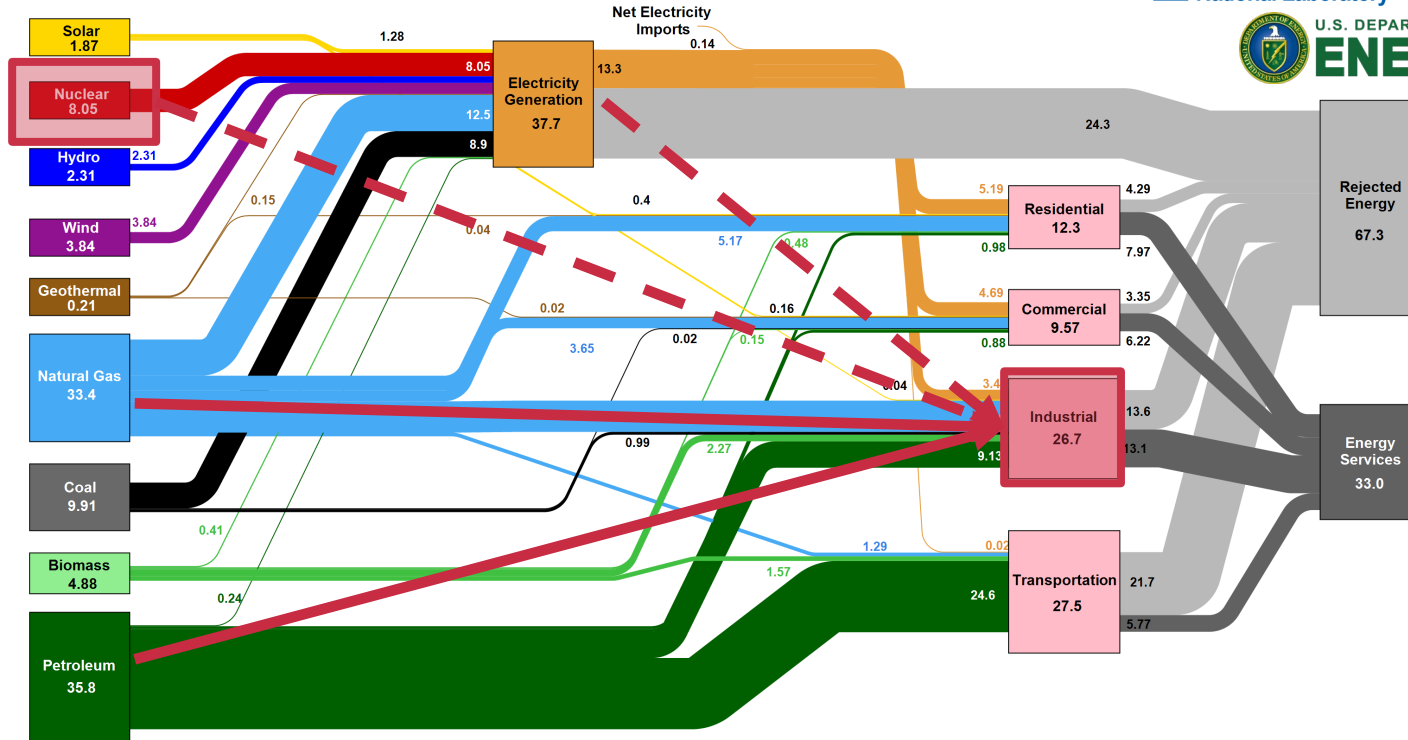 National Laboratory
U.S. DEPAR
ENE
Net Electricity
Imports
0.14
Solar
1.87
1.28
Nuclear
8.05
8.05
Electricity
Generation
37.7
13.3
12.5
8.9
Hydro
2.31
2.31
24.3
Rejected
Energy
67.3
0.15
0.4
5.19
Residential
12.3
4.29
7.97
Wind
3.84
3.84
0.04
5.17
0.48
0.98
Geothermal
0.21
0.02
0.16
4.69
Commercial
9.57
3.35
6.22
0.02
0.15
3.65
0.88
Natural Gas
33.4
0.04
3.4
Industrial
26.7
13.6
13.1
0.99
2.27
9.13
Energy
Services
33.0
Coal
9.91
0.41
1.29
0.02
Biomass
4.88
1.57
Transportation
27.5
21.7
5.77
24.6
0.24
Petroleum
35.8